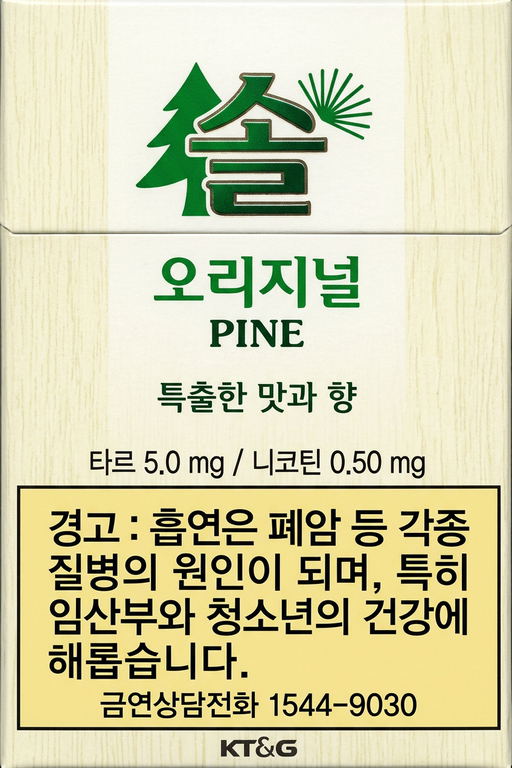 솔
오리지널
PINE
특출한 맛과 향
타르 5.0 mg / 니코틴 0.50 mg
경고 : 흡연은 폐암 등 각종
질병의 원인이 되며, 특히
임산부와 청소년의 건강에
해롭습니다.
금연상담전화 1544-9030
KT&G